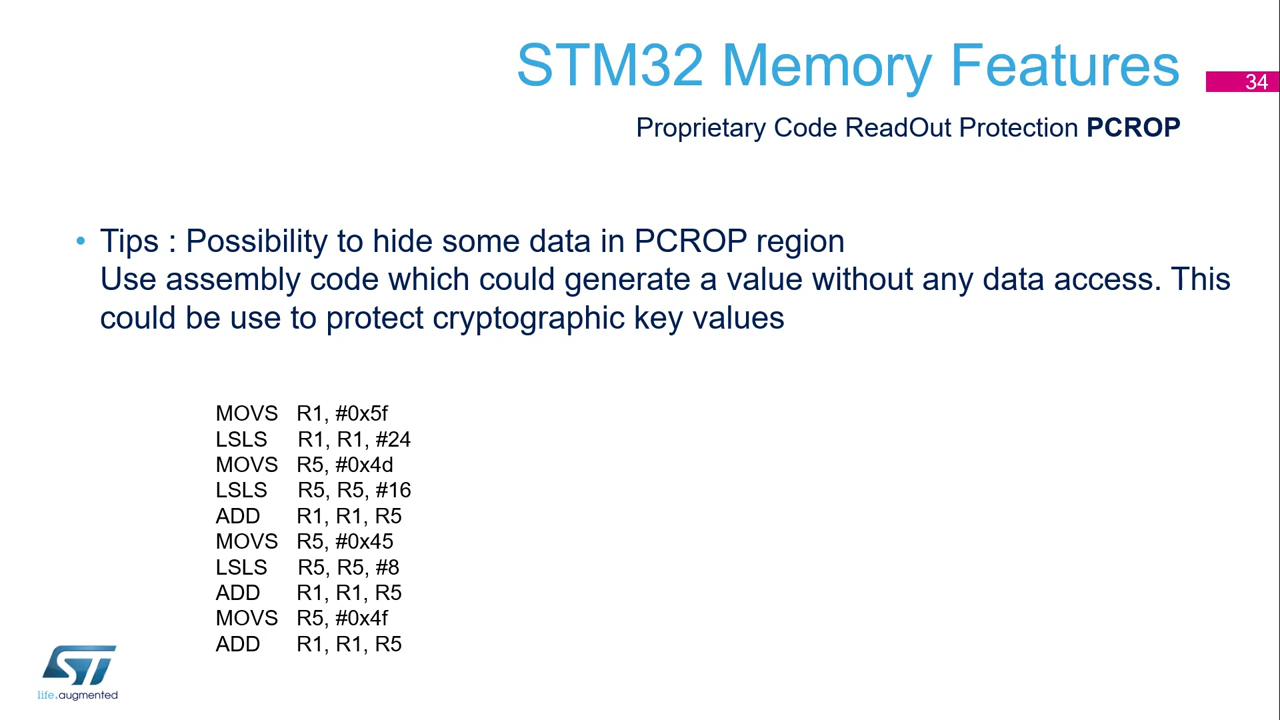 STM32 Memory Features
34
Proprietary Code ReadOut Protection PCROP
• Tips : Possibility to hide some data in PCROP region
Use assembly code which could generate a value without any data access. This
could be use to protect cryptographic key values
MOVS R1, #0x5f
LSLS R1, R1, #24
MOVS R5, #0x4d
LSLS R5, R5, #16
ADD R1, R1, R5
MOVS R5, #0x45
LSLS R5, R5, #8
ADD R1, R1, R5
MOVS R5, #0x4f
ADD R1, R1, R5
ST
life.augmented